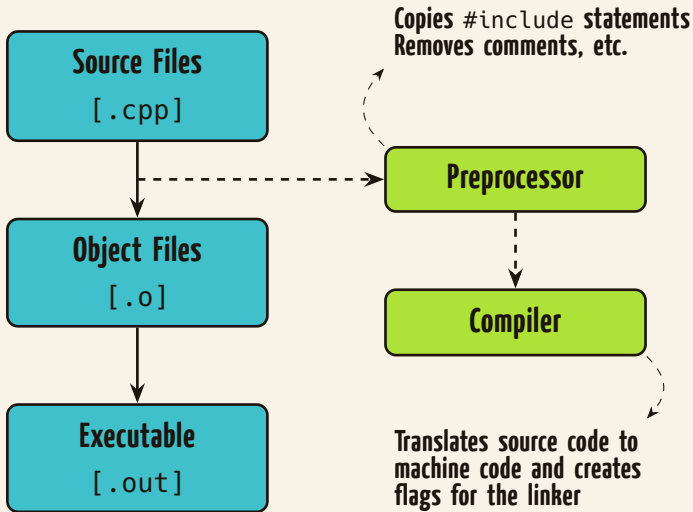 Copies #include statements
Removes comments, etc.
Source Files
[.cpp]
Preprocessor
Object Files
[.o]
Compiler
Executable
[.out]
Translates source code to
machine code and creates
flags for the linker